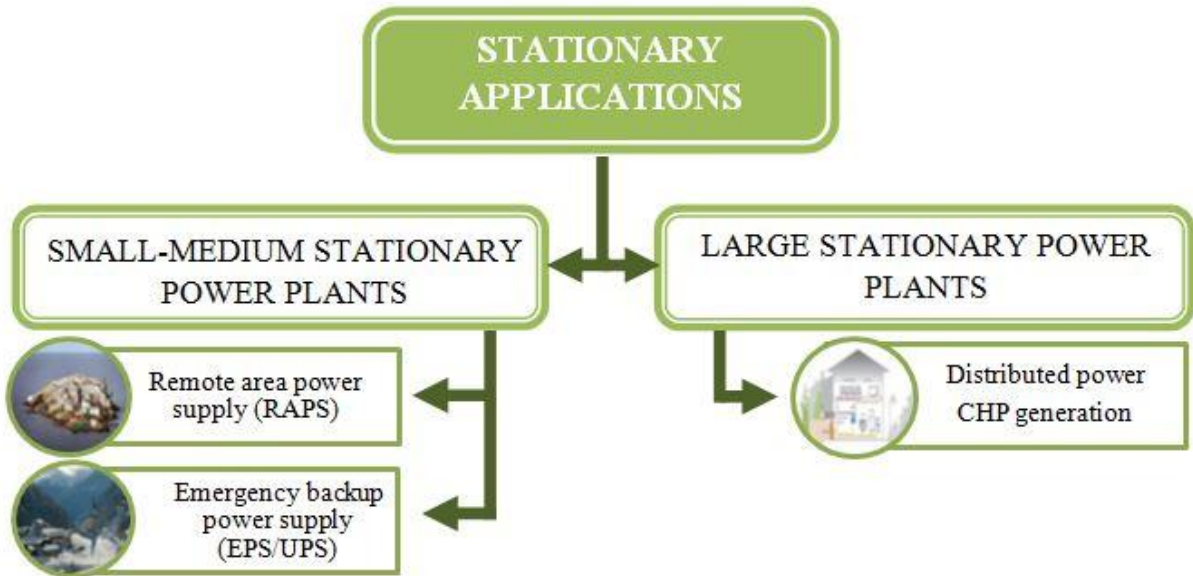 STATIONARY
APPLICATIONS
SMALL-MEDIUM STATIONARY
POWER PLANTS
LARGE STATIONARY POWER
PLANTS
Remote area power
supply (RAPS)
Distributed power
CHP generation
Emergency backup
power supply
(EPS/UPS)